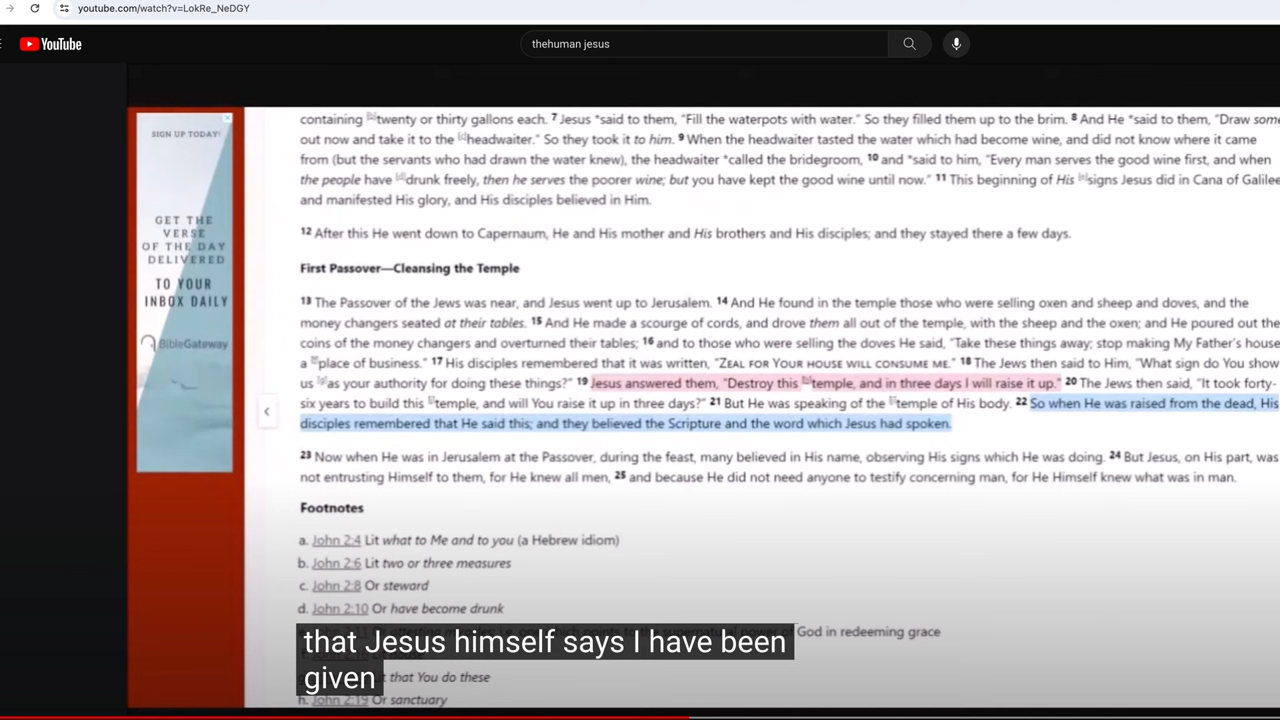 youtube.com/watch?v=LokRe_NeDGY
YouTube
thehuman jesus
SIGN UP TODAY!
GET THE
VERSE
OF THE DAY
DELIVERED
TO YOUR
INBOX DAILY
BibleGateway
containing [b]twenty or thirty gallons each. 7 Jesus *said to them, “Fill the waterpots with water.” So they filled them up to the brim. 8 And He *said to them, “Draw some
out now and take it to the [c]headwaiter.” So they took it to him. 9 When the headwaiter tasted the water which had become wine, and did not know where it came
from (but the servants who had drawn the water knew), the headwaiter *called the bridegroom, 10 and *said to him, “Every man serves the good wine first, and when
the people have [d]drunk freely, then he serves the poorer wine; but you have kept the good wine until now.” 11 This beginning of His [e]signs Jesus did in Cana of Galilee
and manifested His glory, and His disciples believed in Him.
12 After this He went down to Capernaum, He and His mother and His brothers and His disciples; and they stayed there a few days.
First Passover—Cleansing the Temple
13 The Passover of the Jews was near, and Jesus went up to Jerusalem. 14 And He found in the temple those who were selling oxen and sheep and doves, and the
money changers seated at their tables. 15 And He made a scourge of cords, and drove them all out of the temple, with the sheep and the oxen; and He poured out the
coins of the money changers and overturned their tables; 16 and to those who were selling the doves He said, “Take these things away; stop making My Father’s house
a [f]place of business.” 17 His disciples remembered that it was written, “ZEAL FOR YOUR HOUSE WILL CONSUME ME.” 18 The Jews then said to Him, “What sign do You show
us [g]as your authority for doing these things?” 19 Jesus answered them, “Destroy this [h]temple, and in three days I will raise it up.” 20 The Jews then said, “It took forty-
six years to build this [i]temple, and will You raise it up in three days?” 21 But He was speaking of the [j]temple of His body. 22 So when He was raised from the dead, His
disciples remembered that He said this; and they believed the Scripture and the word which Jesus had spoken.
23 Now when He was in Jerusalem at the Passover, during the feast, many believed in His name, observing His signs which He was doing. 24 But Jesus, on His part, was
not entrusting Himself to them, for He knew all men, 25 and because He did not need anyone to testify concerning man, for He Himself knew what was in man.
Footnotes
a. John 2:4 Lit what to Me and to you (a Hebrew idiom)
b. John 2:6 Lit two or three measures
c. John 2:8 Or steward
d. John 2:10 Or have become drunk
God in redeeming grace
that Jesus himself says I have been
given
that You do these
h. John 2:19 Or sanctuary